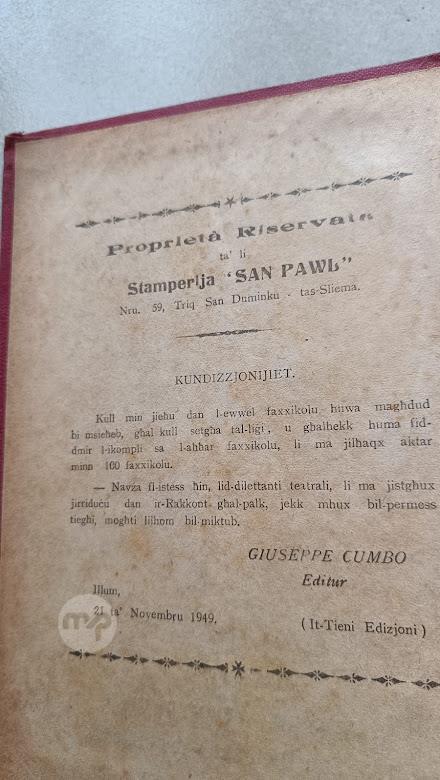 Proprietà Riservata
ta' li
Stamperija "SAN PAWL"
Nru. 59, Triq San Duminku - tas-Sliema.
KUNDIZZJONIJIET.
Kull min jiehu dan l-ewwel faxxikolu, huwa maghdud
bi msieheb, ghal kull setgha tal-ligi, u ghalhekk huma fid-
dmir l-ikompli sa l-ahhar faxxikolu, li ma jilhaqx aktar
minn 100 faxxikolu.
— Navza fl-istess hin, lid-dilettanti teatrali, li ma jistghux
jirriduću dan ir-Rakkont ghal-palk, jekk mhux bil-permess
tieghi, moghti lilhom bil-miktub.
GIUSEPPE CUMBO
Editur
Illum,
21 ta' Novembru 1949.
( It-Tieni Edizjoni )
mp